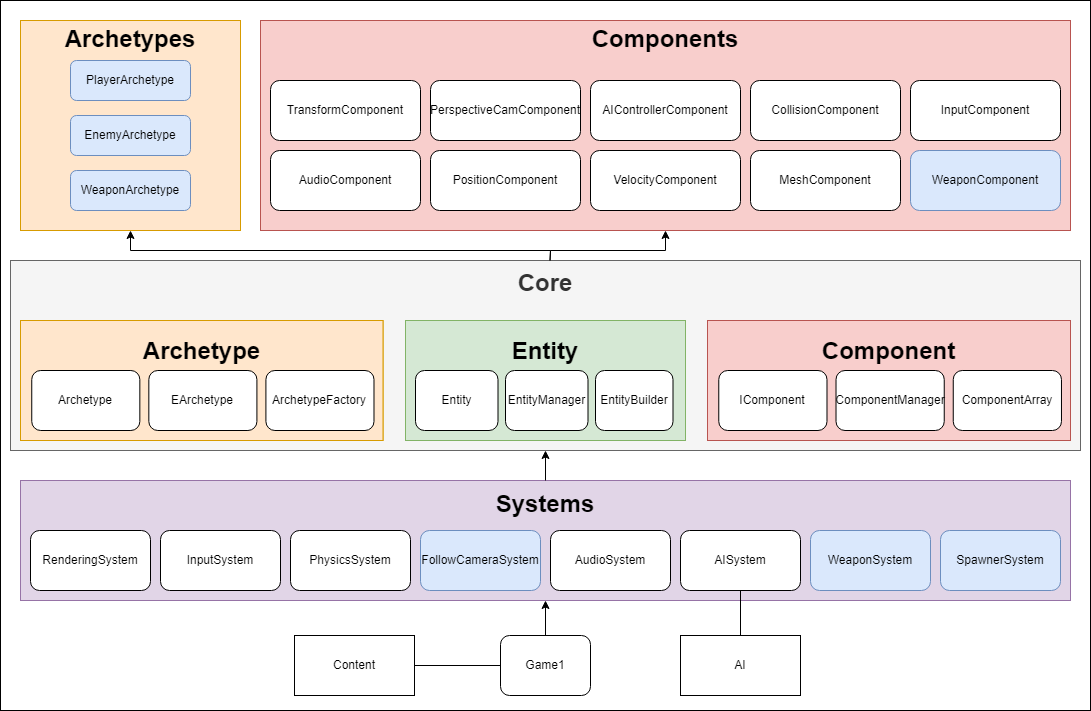 Archetypes
PlayerArchetype
EnemyArchetype
WeaponArchetype
Components
TransformComponent
PerspectiveCamComponent
AIControllerComponent
CollisionComponent
InputComponent
AudioComponent
PositionComponent
VelocityComponent
MeshComponent
WeaponComponent
Core
Archetype
Archetype
EArchetype
ArchetypeFactory
Entity
Entity
EntityManager
EntityBuilder
Component
IComponent
ComponentManager
ComponentArray
Systems
RenderingSystem
InputSystem
PhysicsSystem
FollowCameraSystem
AudioSystem
AISystem
WeaponSystem
SpawnerSystem
Content
Game1
AI